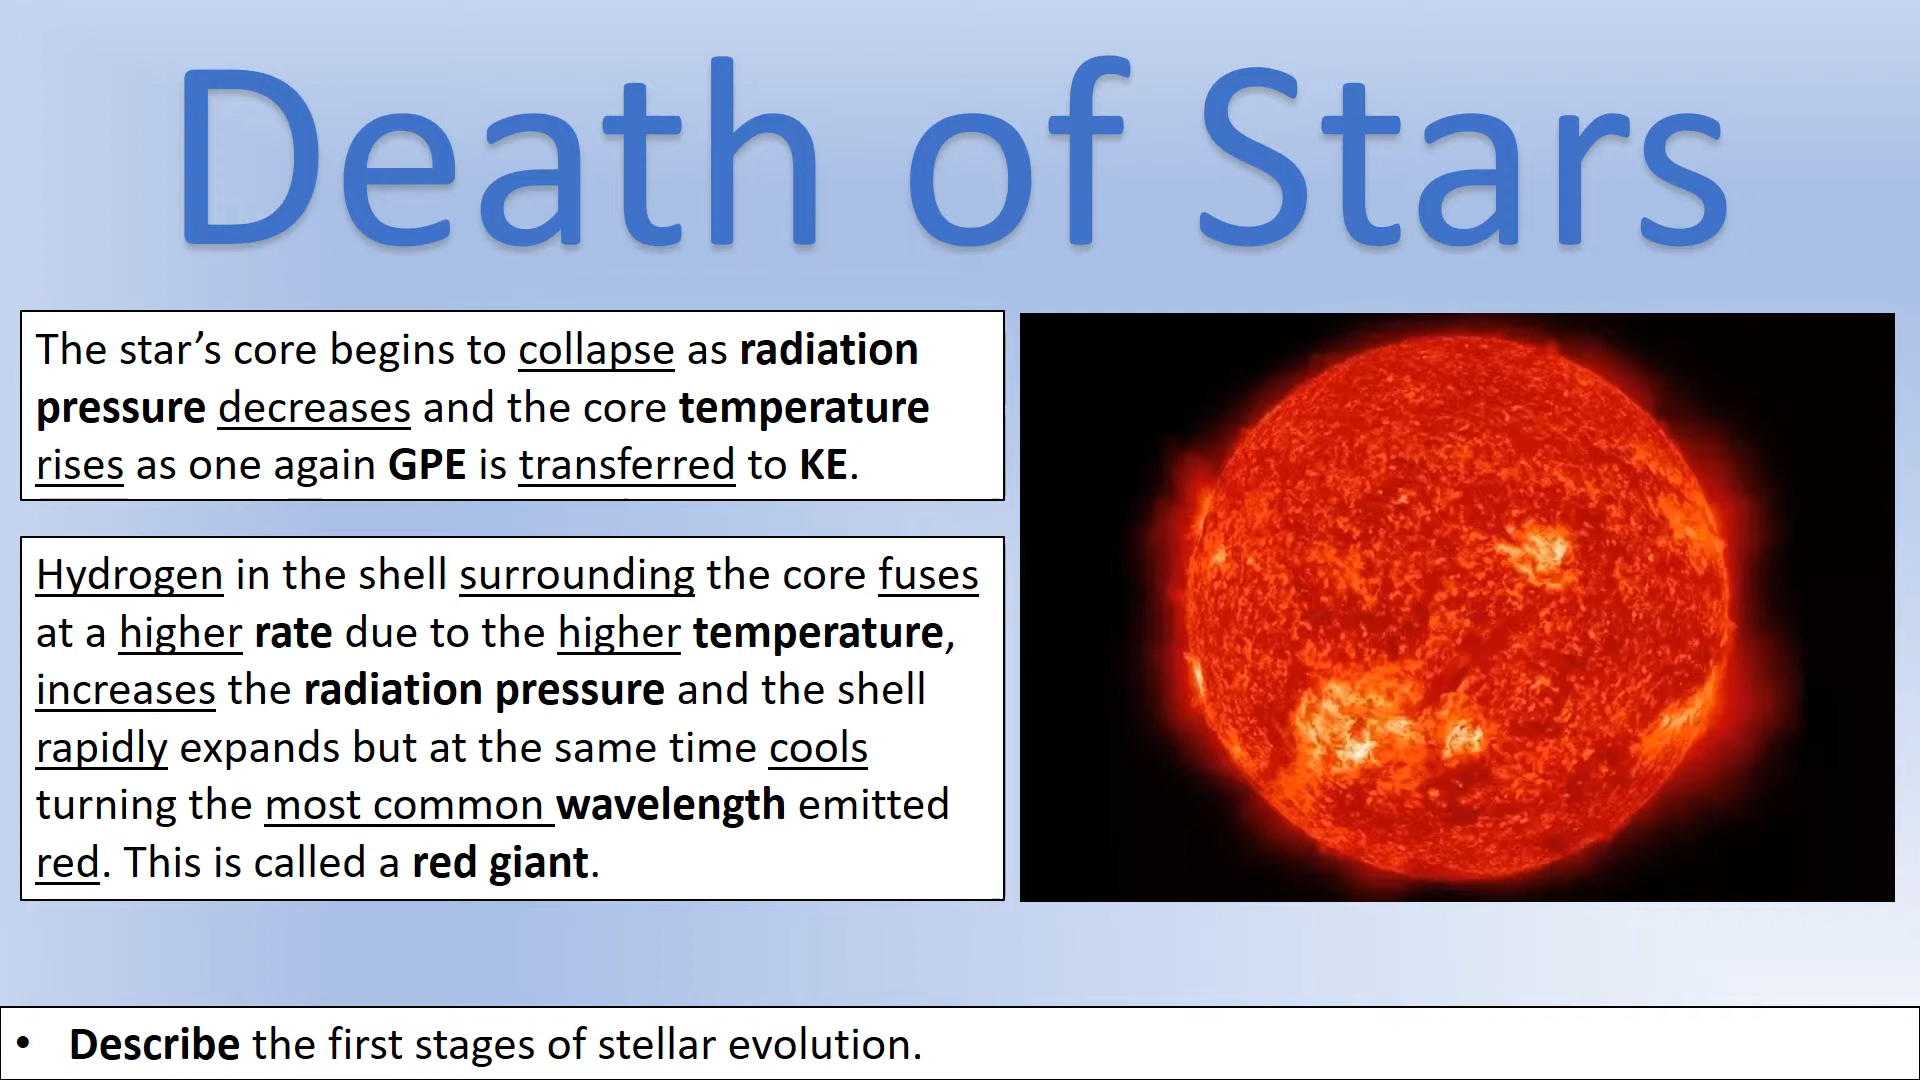 Death of Stars
The star’s core begins to collapse as radiation
pressure decreases and the core temperature
rises as one again GPE is transferred to KE.
Hydrogen in the shell surrounding the core fuses
at a higher rate due to the higher temperature,
increases the radiation pressure and the shell
rapidly expands but at the same time cools
turning the most common wavelength emitted
red. This is called a red giant.
• Describe the first stages of stellar evolution.